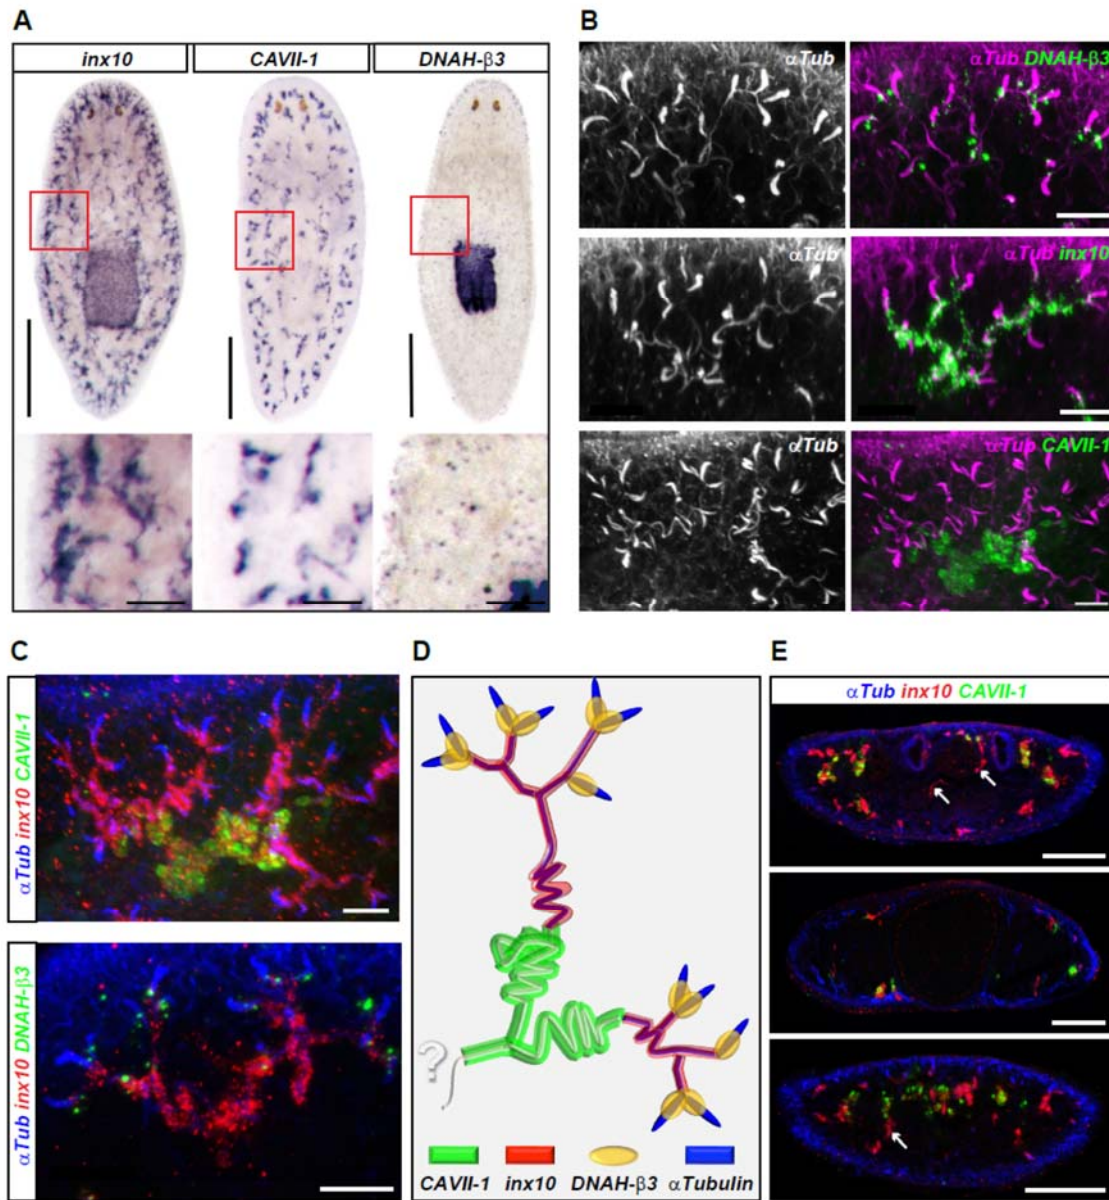 A
inx10
CAVII-1
DNAH-β3
B
αTub
αTub DNAH-β3
αTub
αTub inx10
αTub
αTub CAVII-1
C
αTub inx10 CAVII-1
αTub inx10 DNAH-β3
D
?
CAVII-1
inx10
DNAH-β3
αTubulin
E
αTub inx10 CAVII-1